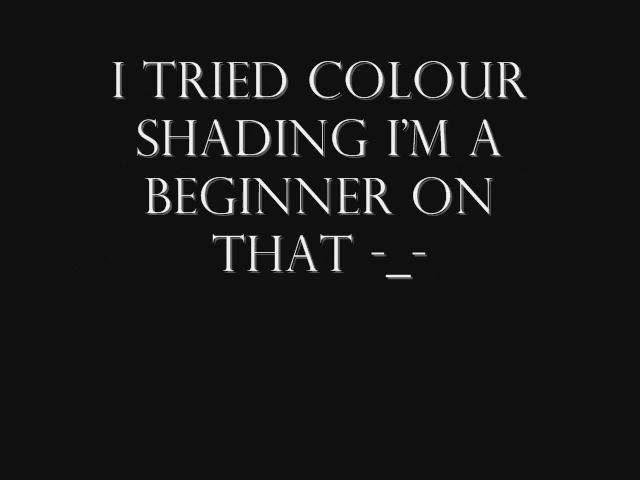 I TRIED COLOUR
SHADING I'M A
BEGINNER ON
THAT -_-